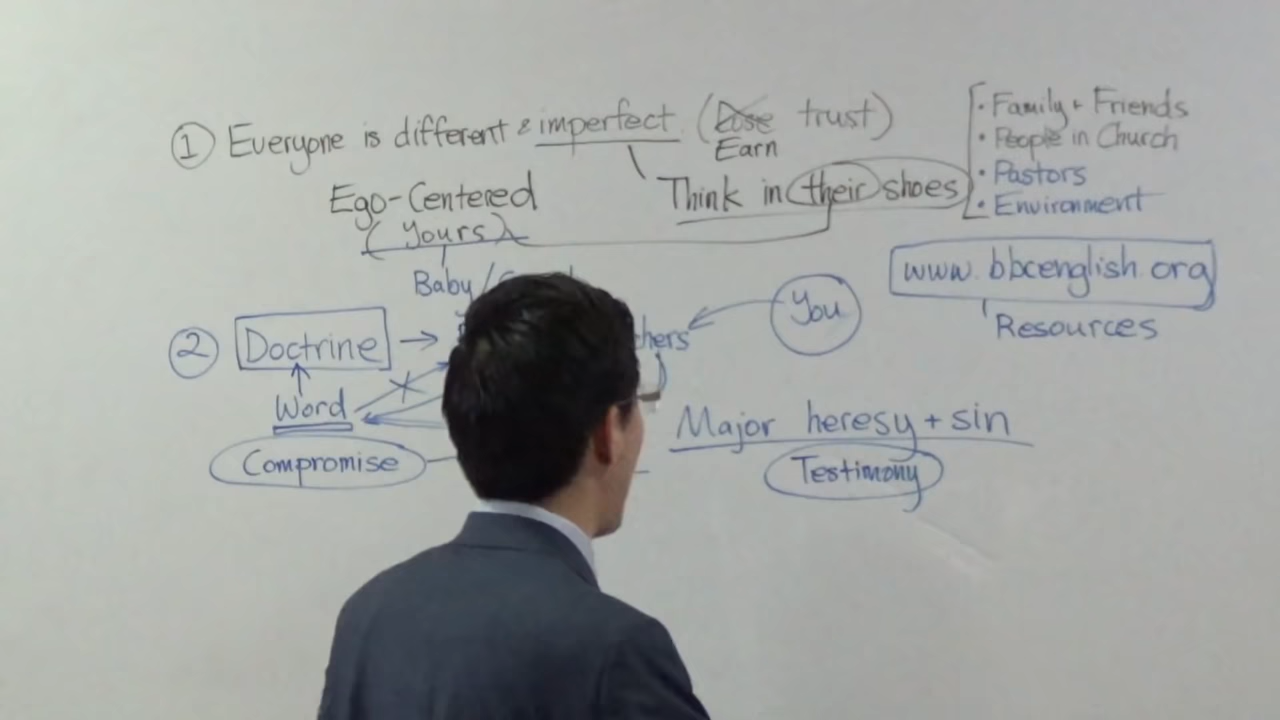 ① Everyone is different & imperfect. (Lose trust)
Earn
Think in their shoes
· Family + Friends
· People in Church
· Pastors
· Environment
Ego-Centered
(Yours)
Baby/
www.bbcenglish.org
Resources
② Doctrine →
You
Word
Compromise
Major heresy + sin
Testimony